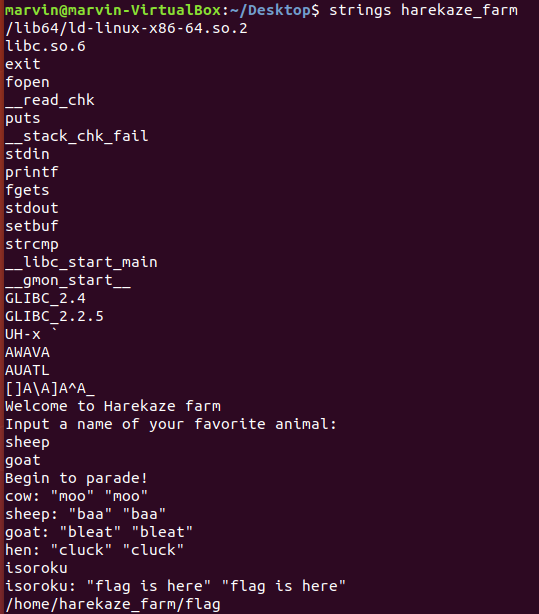 marvin@marvin-VirtualBox:~/Desktop$ strings harekaze_farm
/lib64/ld-linux-x86-64.so.2
libc.so.6
exit
fopen
__read_chk
puts
__stack_chk_fail
stdin
printf
fgets
stdout
setbuf
strcmp
__libc_start_main
__gmon_start__
GLIBC_2.4
GLIBC_2.2.5
UH-x `
AWAVA
AUATL
[]A\A]A^A_
Welcome to Harekaze farm
Input a name of your favorite animal:
sheep
goat
Begin to parade!
cow: "moo" "moo"
sheep: "baa" "baa"
goat: "bleat" "bleat"
hen: "cluck" "cluck"
isoroku
isoroku: "flag is here" "flag is here"
/home/harekaze_farm/flag